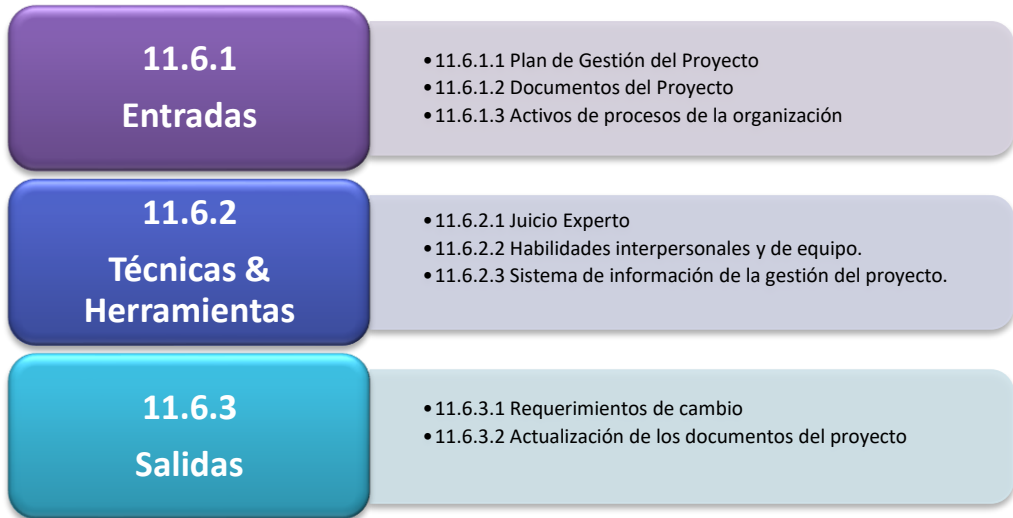 11.6.1
Entradas
• 11.6.1.1 Plan de Gestión del Proyecto
• 11.6.1.2 Documentos del Proyecto
• 11.6.1.3 Activos de procesos de la organización
11.6.2
Técnicas &
Herramientas
• 11.6.2.1 Juicio Experto
• 11.6.2.2 Habilidades interpersonales y de equipo.
• 11.6.2.3 Sistema de información de la gestión del proyecto.
11.6.3
Salidas
• 11.6.3.1 Requerimientos de cambio
• 11.6.3.2 Actualización de los documentos del proyecto